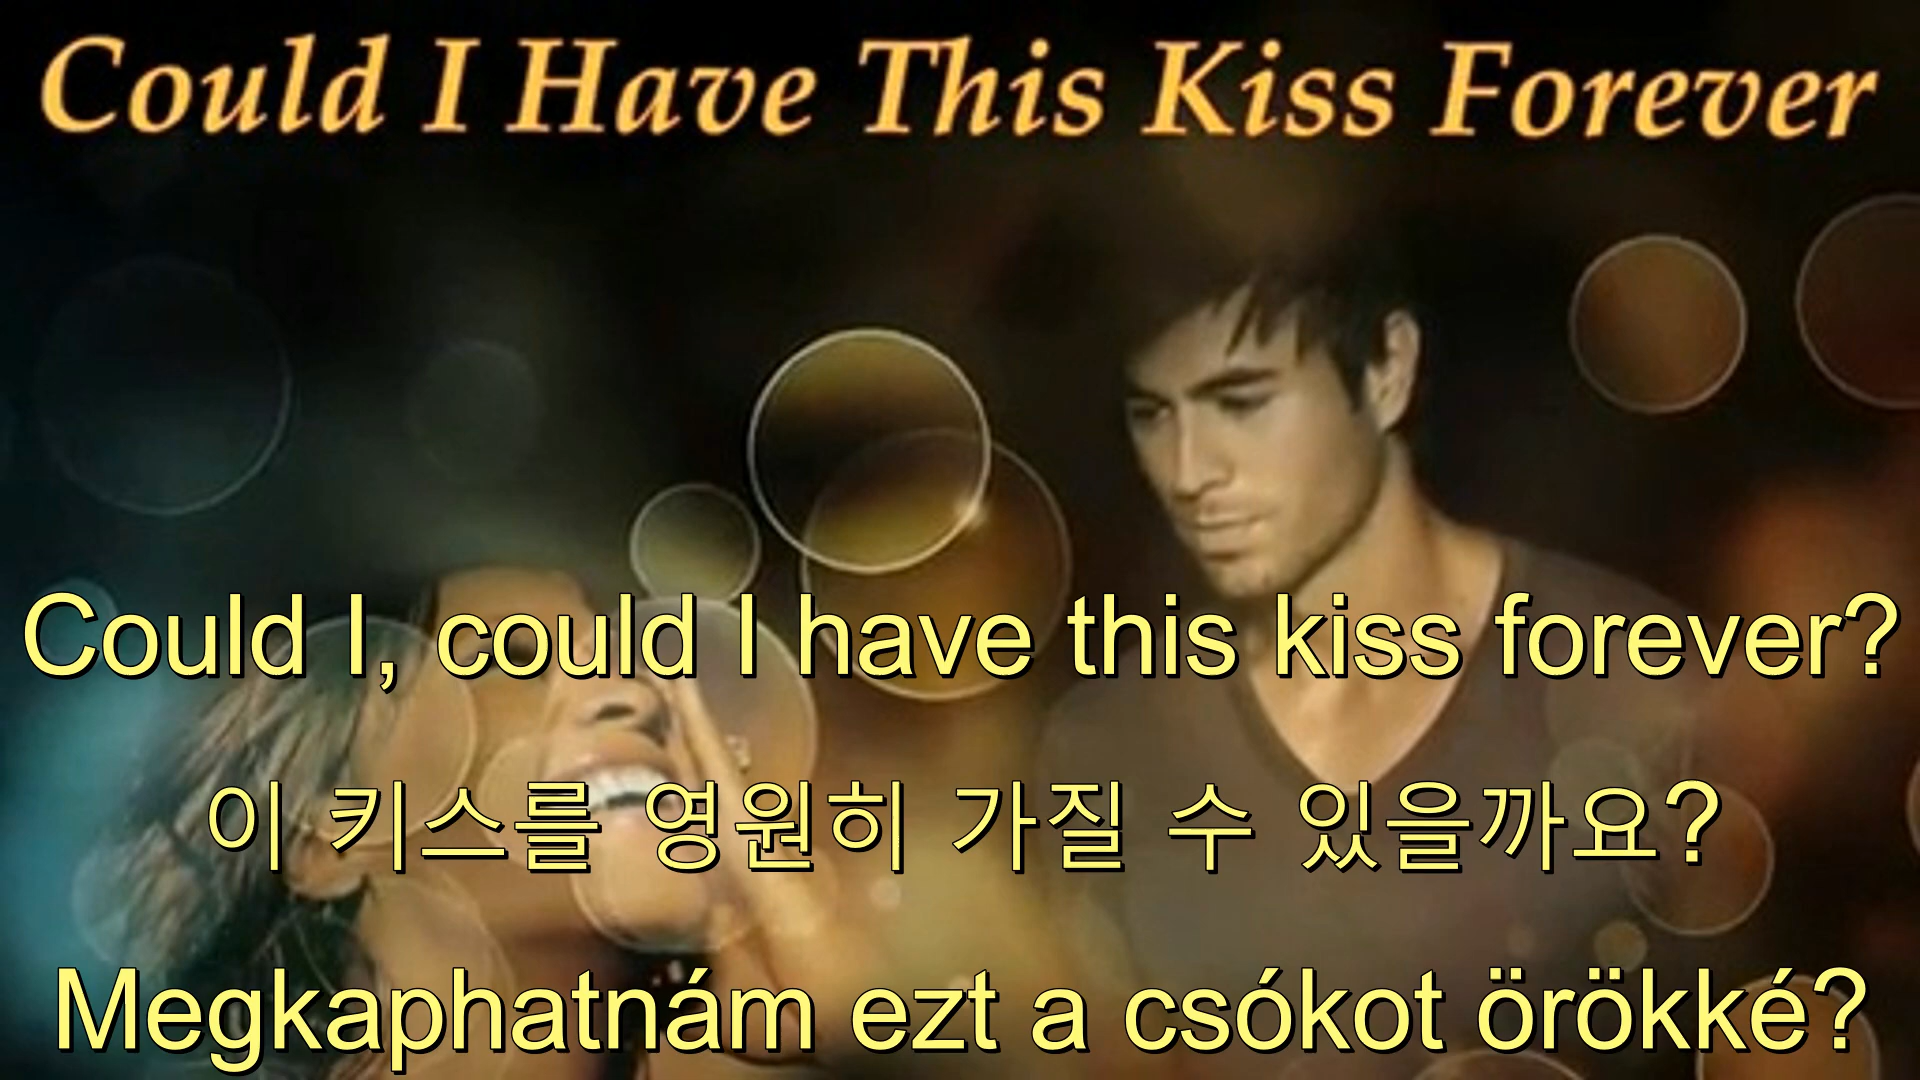 Could I Have This Kiss Forever
Could I, could I have this kiss forever?
이 키스를 영원히 가질 수 있을까요?
Megkaphatnám ezt a csókot örökké?